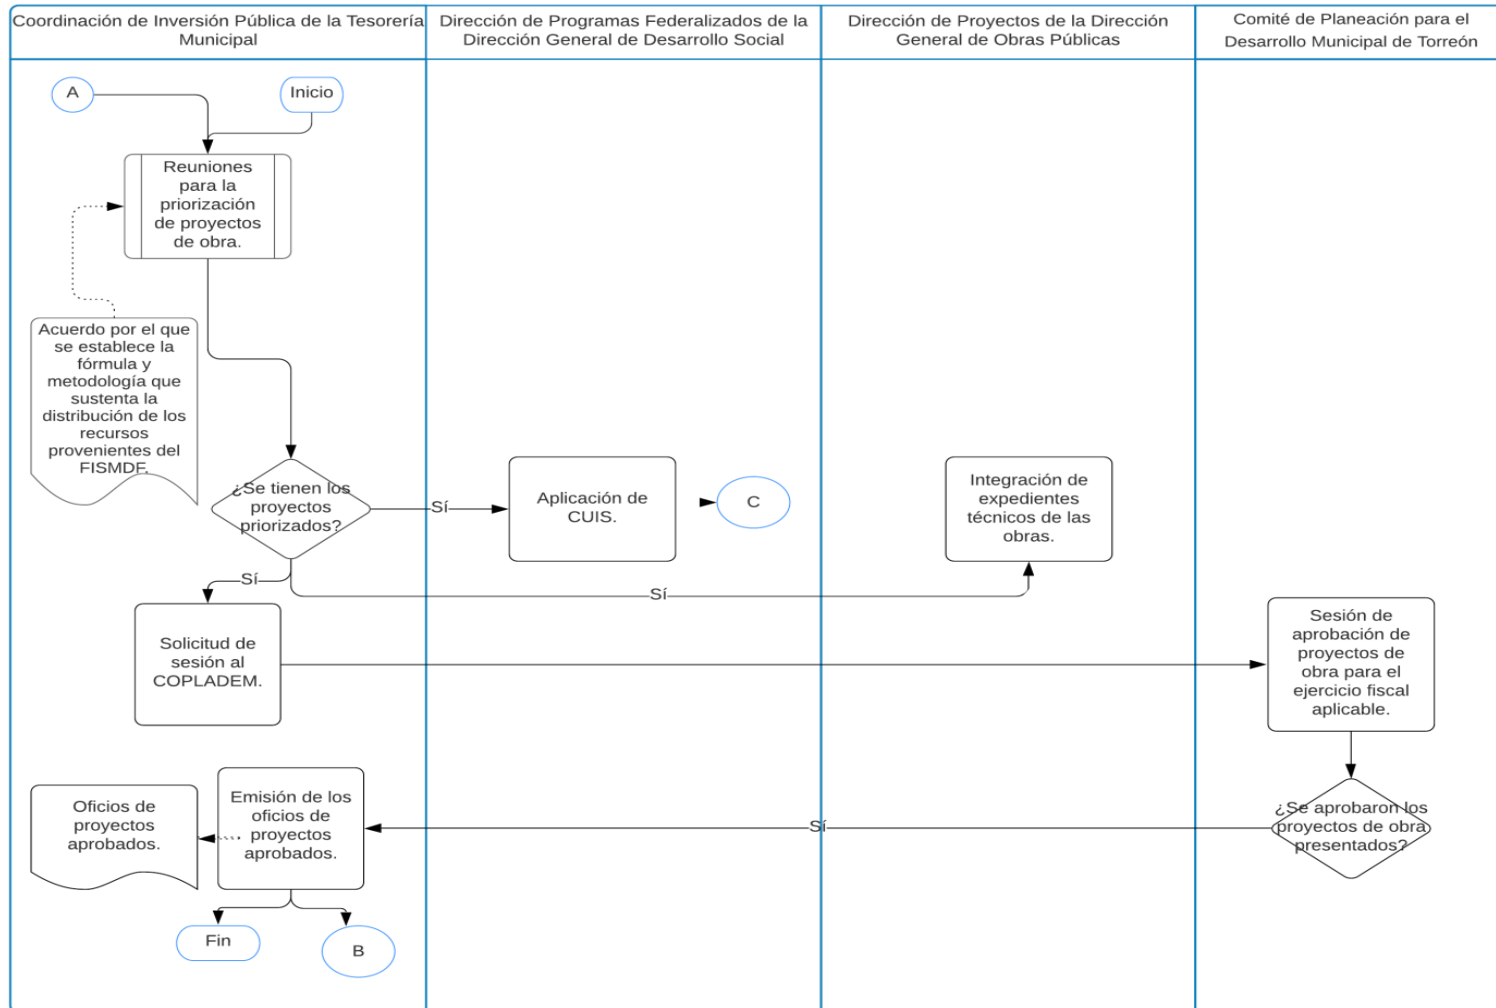 Coordinación de Inversión Pública de la Tesorería
Municipal
Dirección de Programas Federalizados de la
Dirección General de Desarrollo Social
Dirección de Proyectos de la Dirección
General de Obras Públicas
Comité de Planeación para el
Desarrollo Municipal de Torreón
A
Inicio
Reuniones
para la
priorización
de proyectos
de obra.
Acuerdo por el que
se establece la
fórmula y
metodología que
sustenta la
distribución de los
recursos
provenientes del
FISMDF.
¿Se tienen los
proyectos
priorizados?
Sí
Aplicación de
CUIS.
C
Integración de
expedientes
técnicos de las
obras.
Sí
Sí
Solicitud de
sesión al
COPLADEM.
Sesión de
aprobación de
proyectos de
obra para el
ejercicio fiscal
aplicable.
¿Se aprobaron los
proyectos de obra
presentados?
Sí
Emisión de los
oficios de
proyectos
aprobados.
Oficios de
proyectos
aprobados.
Fin
B